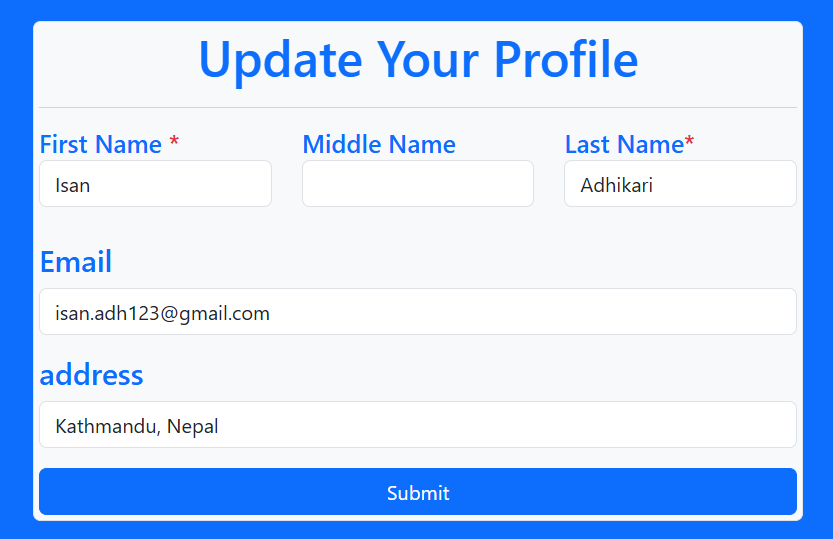 Update Your Profile
First Name * Middle Name Last Name*
Isan Adhikari
Email
isan.adh123@gmail.com
address
Kathmandu, Nepal
Submit